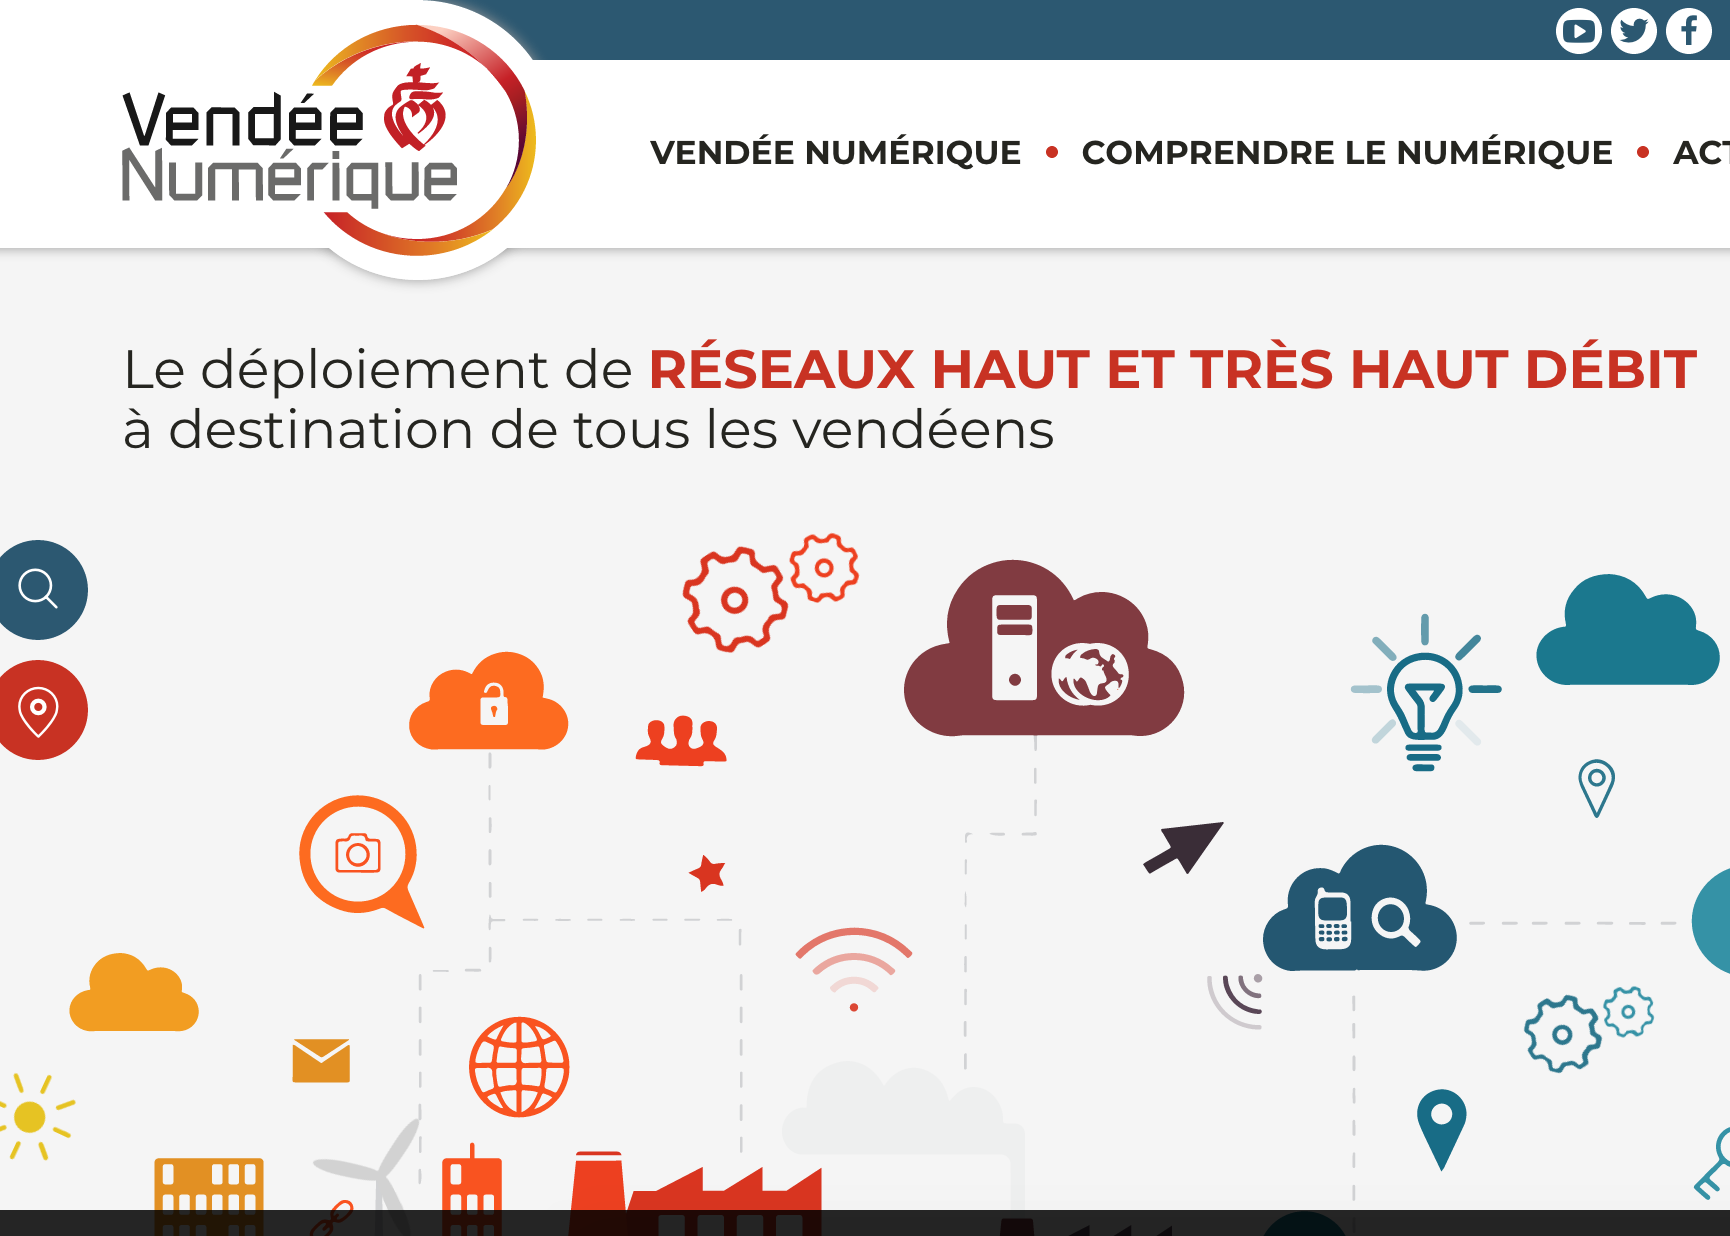 Vendée
Numérique
VENDÉE NUMÉRIQUE • COMPRENDRE LE NUMÉRIQUE •
Le déploiement de RÉSEAUX HAUT ET TRÈS HAUT DÉBIT
à destination de tous les vendéens